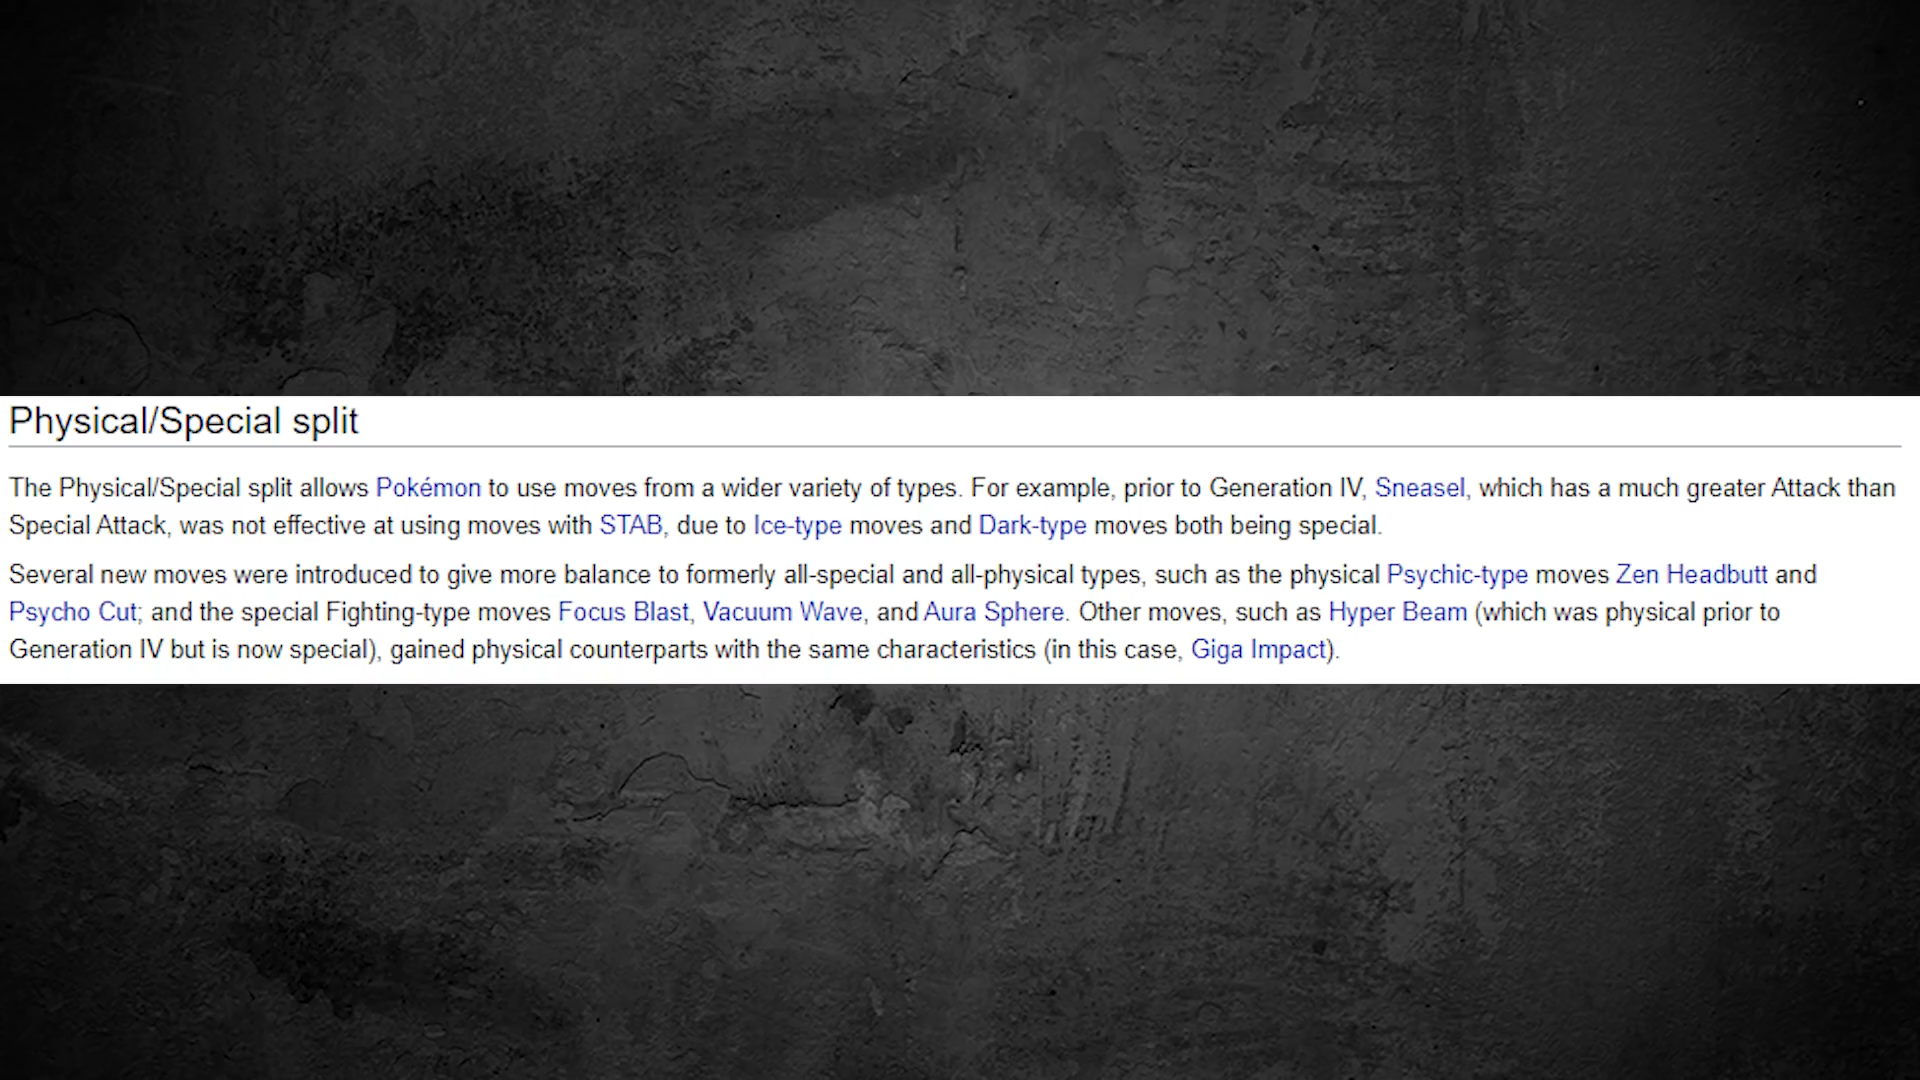 Physical/Special split
The Physical/Special split allows Pokémon to use moves from a wider variety of types. For example, prior to Generation IV, Sneasel, which has a much greater Attack than
Special Attack, was not effective at using moves with STAB, due to Ice-type moves and Dark-type moves both being special.
Several new moves were introduced to give more balance to formerly all-special and all-physical types, such as the physical Psychic-type moves Zen Headbutt and
Psycho Cut; and the special Fighting-type moves Focus Blast, Vacuum Wave, and Aura Sphere. Other moves, such as Hyper Beam (which was physical prior to
Generation IV but is now special), gained physical counterparts with the same characteristics (in this case, Giga Impact).